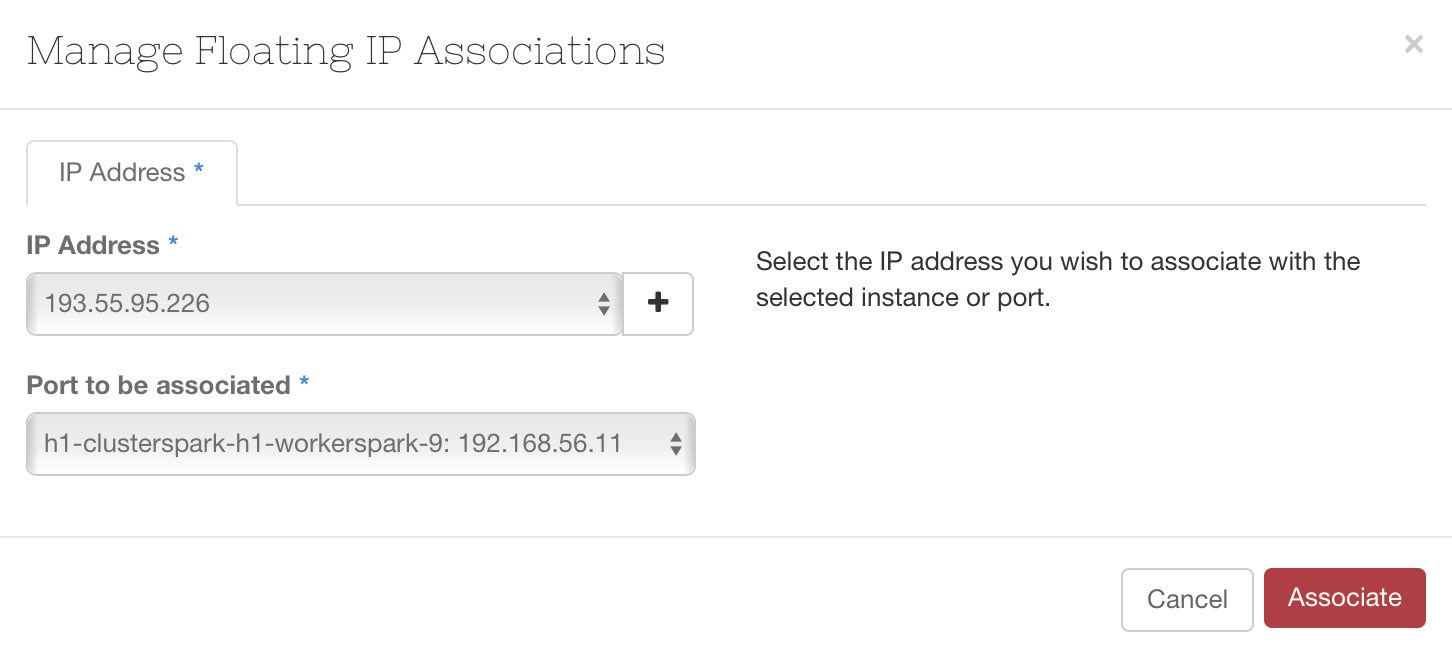 Manage Floating IP Associations
×
IP Address *
IP Address *
193.55.95.226
+
Select the IP address you wish to associate with the
selected instance or port.
Port to be associated *
h1-clusterspark-h1-workerspark-9: 192.168.56.11
Cancel
Associate